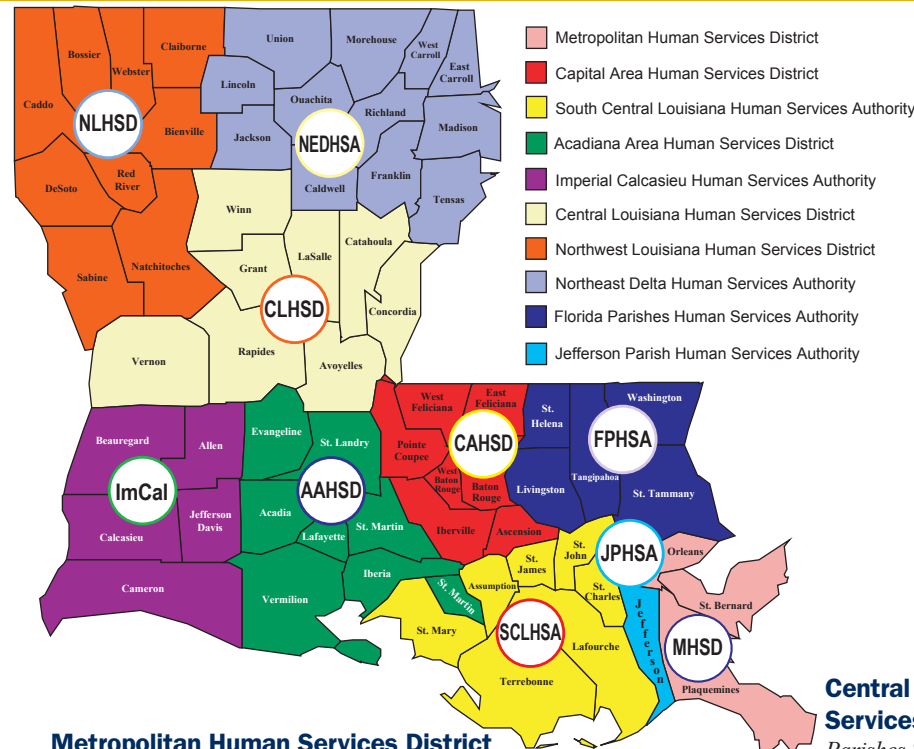 Metropolitan Human Services District
Capital Area Human Services District
South Central Louisiana Human Services Authority
Acadiana Area Human Services District
Imperial Calcasieu Human Services Authority
Central Louisiana Human Services District
Northwest Louisiana Human Services District
Northeast Delta Human Services Authority
Florida Parishes Human Services Authority
Jefferson Parish Human Services Authority
Caddo
Bossier
Webster
Claiborne
Bienville
NLHSD
DeSoto
Red
River
Sabine
Natchitoches
Union
Morehouse
West
Carroll
East
Carroll
Lincoln
Ouachita
Richland
Madison
Jackson
NEDHSA
Caldwell
Franklin
Tensas
Winn
Grant
LaSalle
Catahoula
CLHSD
Concordia
Vernon
Rapides
Avoyelles
Beauregard
Allen
ImCal
Calcasieu
Jefferson
Davis
Cameron
Evangeline
St. Landry
AAHSD
Acadia
Lafayette
St. Martin
Iberia
Vermilion
St. Martin
West
Feliciana
East
Feliciana
Pointe
Coupee
CAHSD
West
Baton
Rouge
Baton
Rouge
Iberville
Ascension
St.
Helena
Washington
FPHSA
Livingston
Tangipahoa
St. Tammany
St.
James
St.
John
JPHSA
Assumption
St.
Charles
St. Mary
SCLHSA
Lafourche
Terrebonne
Jefferson
Orleans
St. Bernard
MHSD
Plaquemines
Metropolitan Human Services District
Central
Services